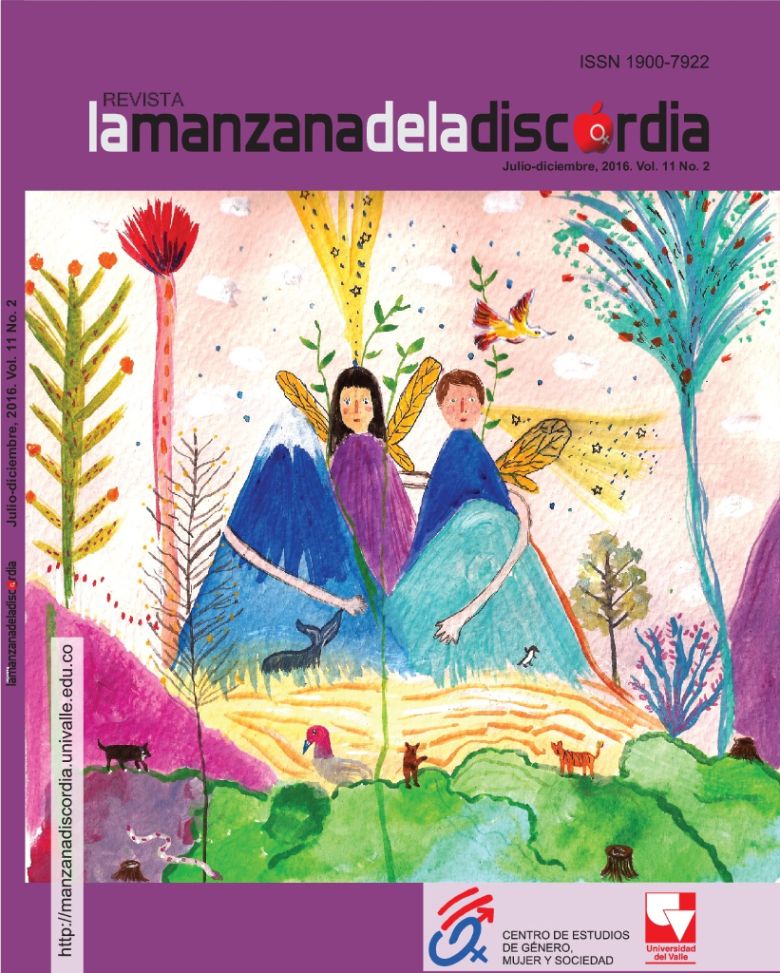 ISSN 1900-7922
REVISTA
lamanzanadeladiscordia
Julio-diciembre, 2016. Vol. 11 No. 2
lamanzanadeladiscordia Julio-diciembre, 2016. Vol. 11 No. 2
http://manzanadiscordia.univalle.edu.co
CENTRO DE ESTUDIOS
DE GÉNERO,
MUJER Y SOCIEDAD
Universidad
del Valle